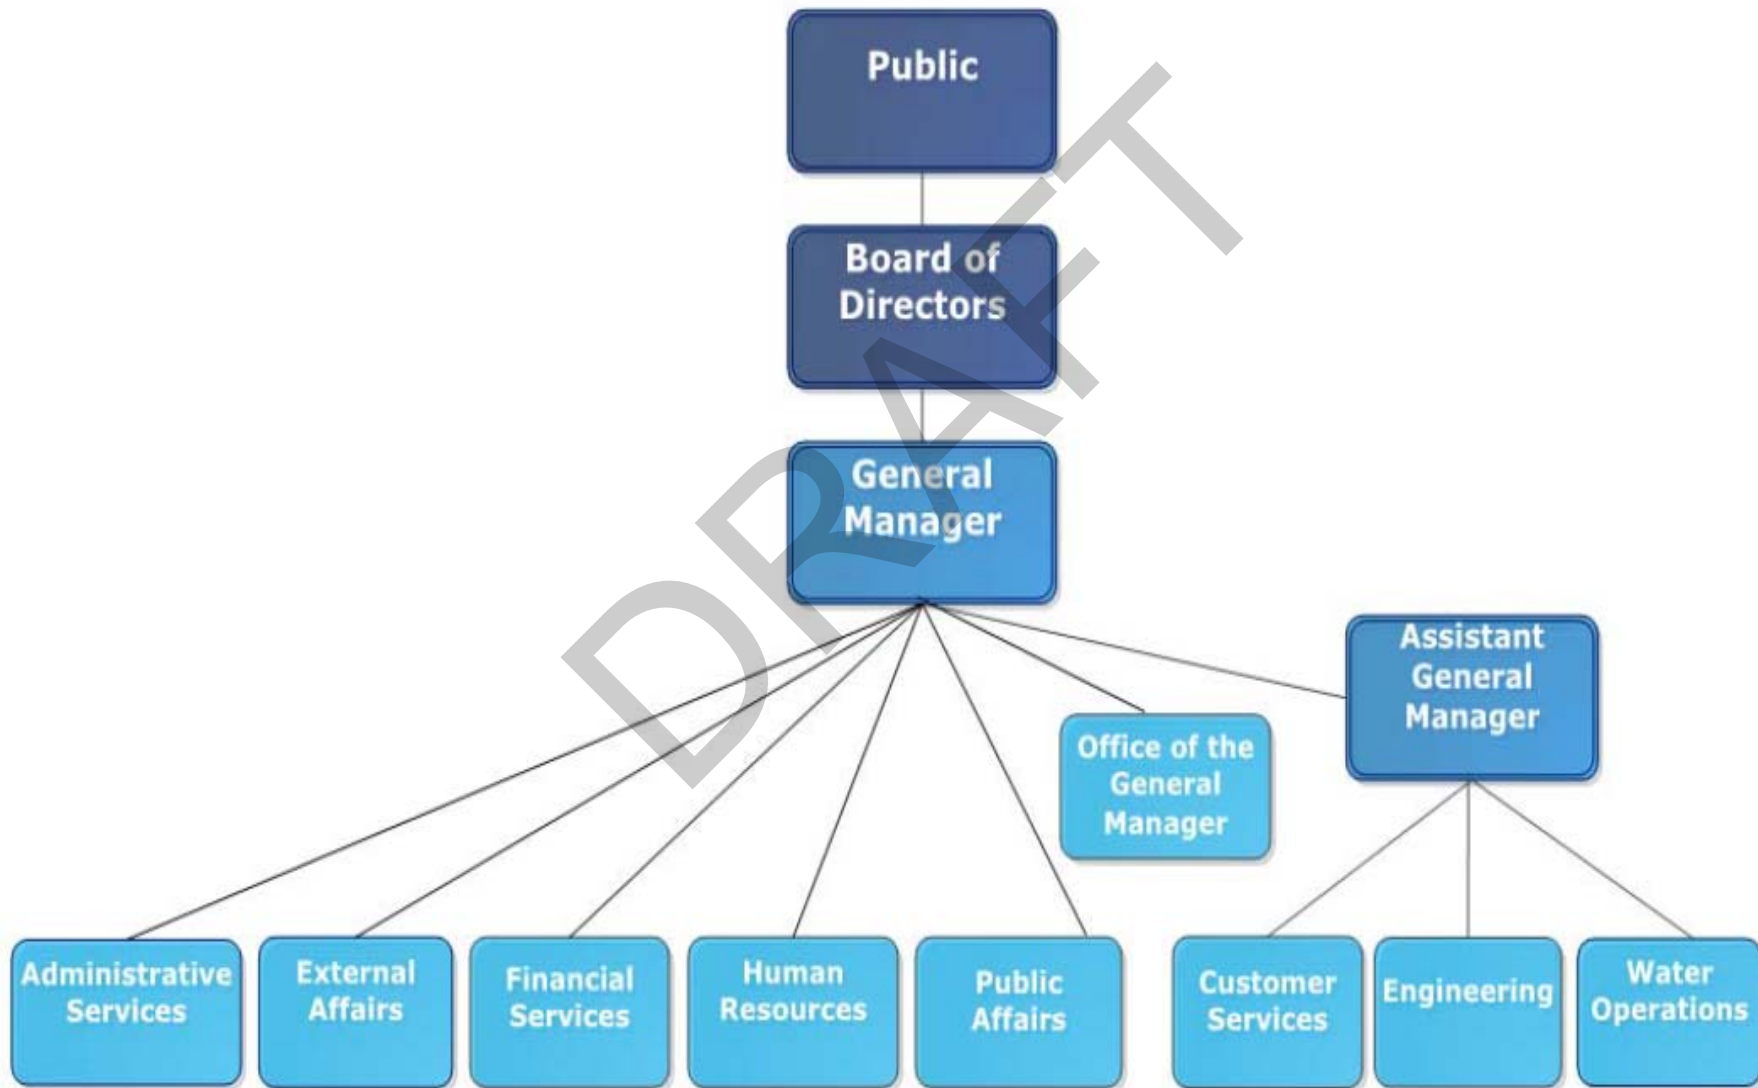 Public
Board of
Directors
General
Manager
Assistant
General
Manager
Office of the
General
Manager
Administrative
Services
External
Affairs
Financial
Services
Human
Resources
Public
Affairs
Customer
Services
Engineering
Water
Operations
DRAFT